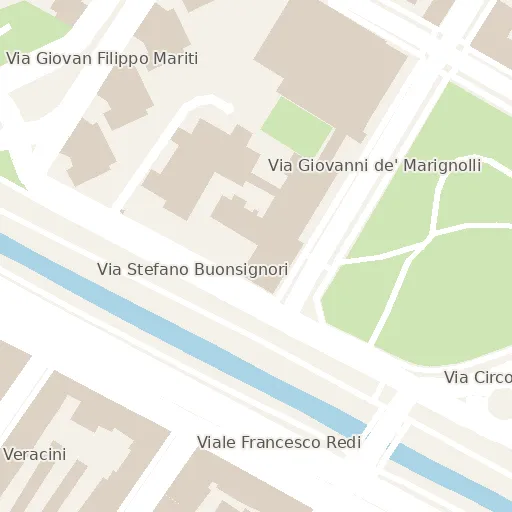 Via Giovan Filippo Mariti
Via Giovanni de' Marignolli
Via Stefano Buonsignori
Via Circo
Viale Francesco Redi
Veracini